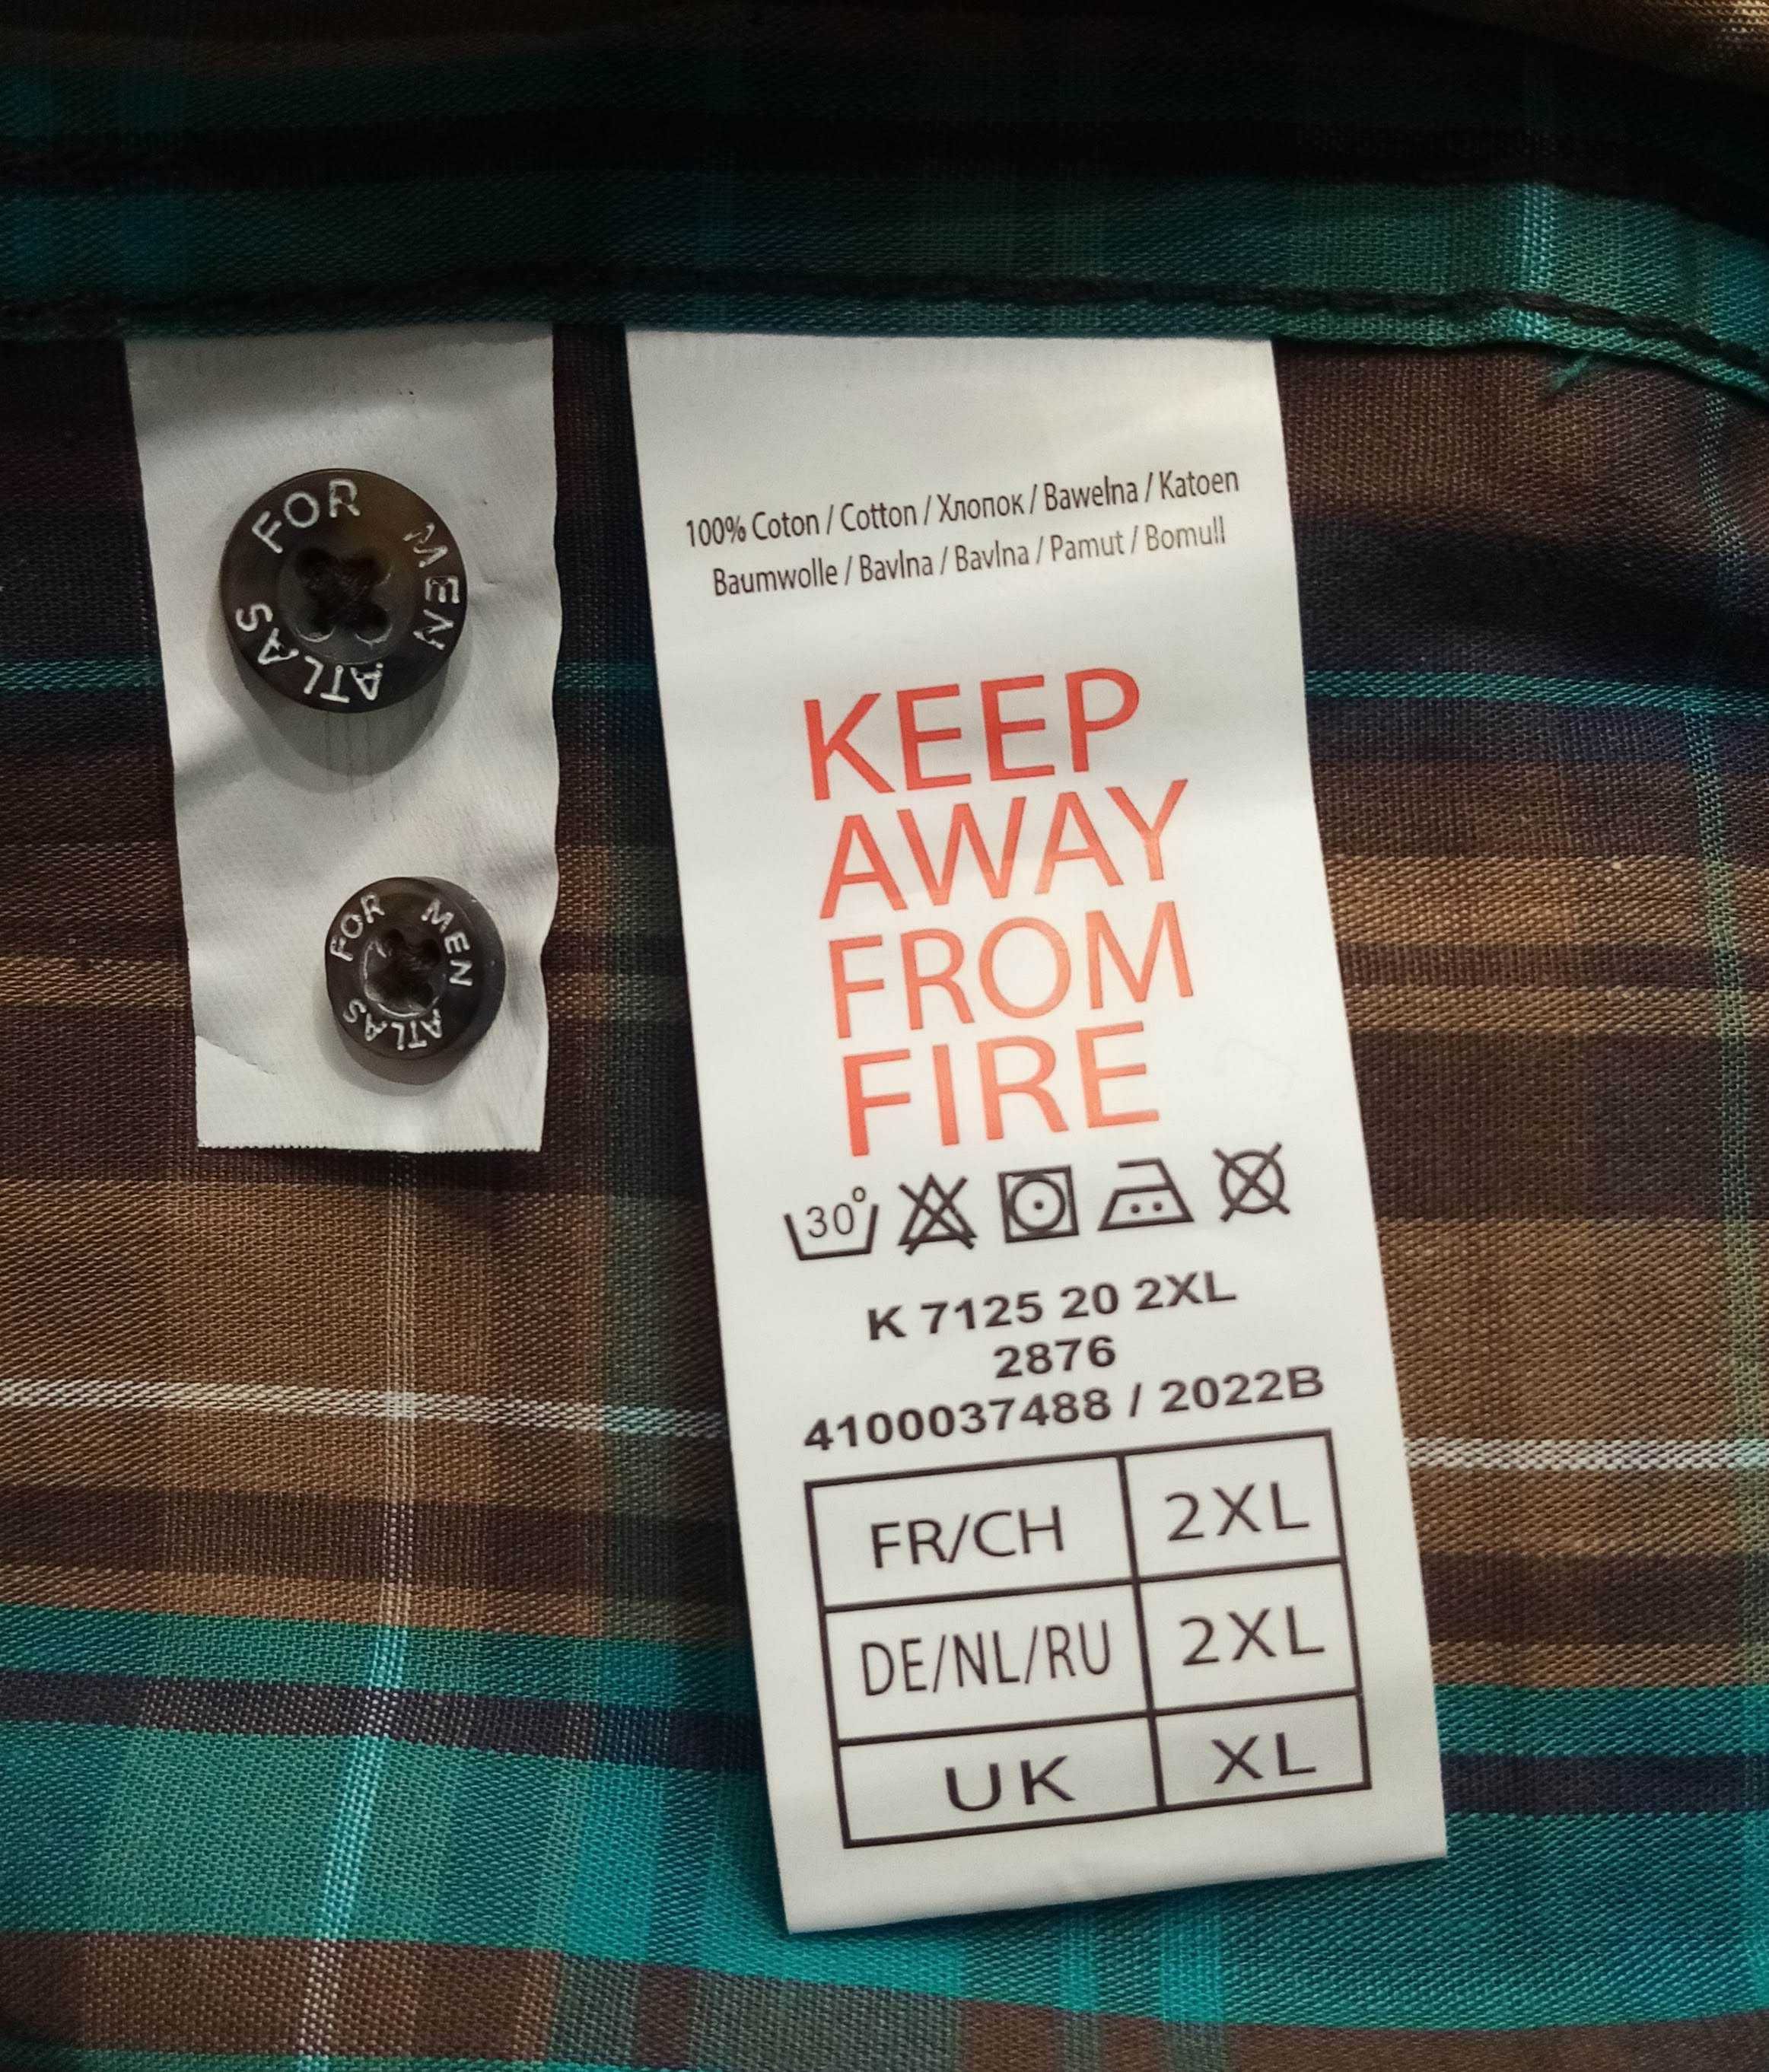 FOR MEN
ATLAS
FOR MEN
ATLAS
100% Coton / Cotton / Хлопок / Bawełna / Katoen
Baumwolle / Bavlna / Bavlna / Pamut / Bomull
KEEP
AWAY
FROM
FIRE
30°
K 7125 20 2XL
2876
4100037488 / 2022B
FR/CH 2XL
DE/NL/RU 2XL
UK XL